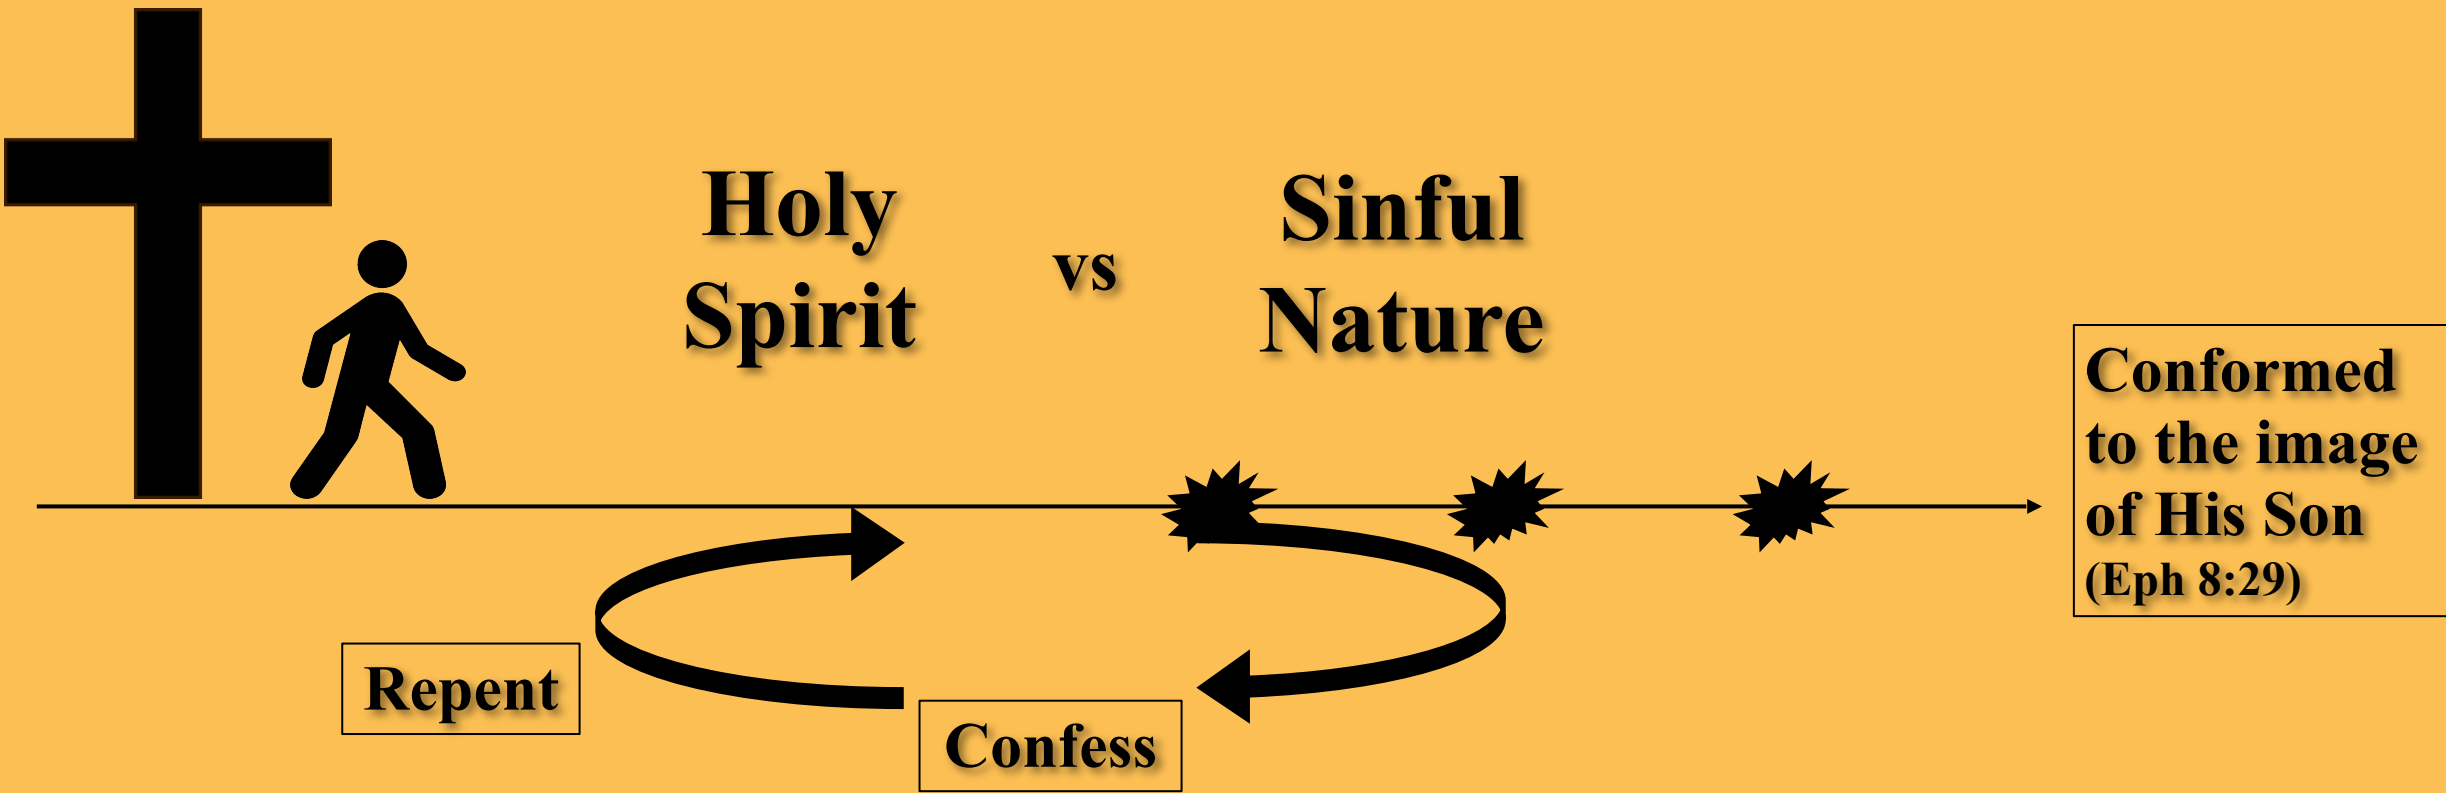 Holy
Spirit
vs
Sinful
Nature
Conformed
to the image
of His Son
(Eph 8:29)
Repent
Confess